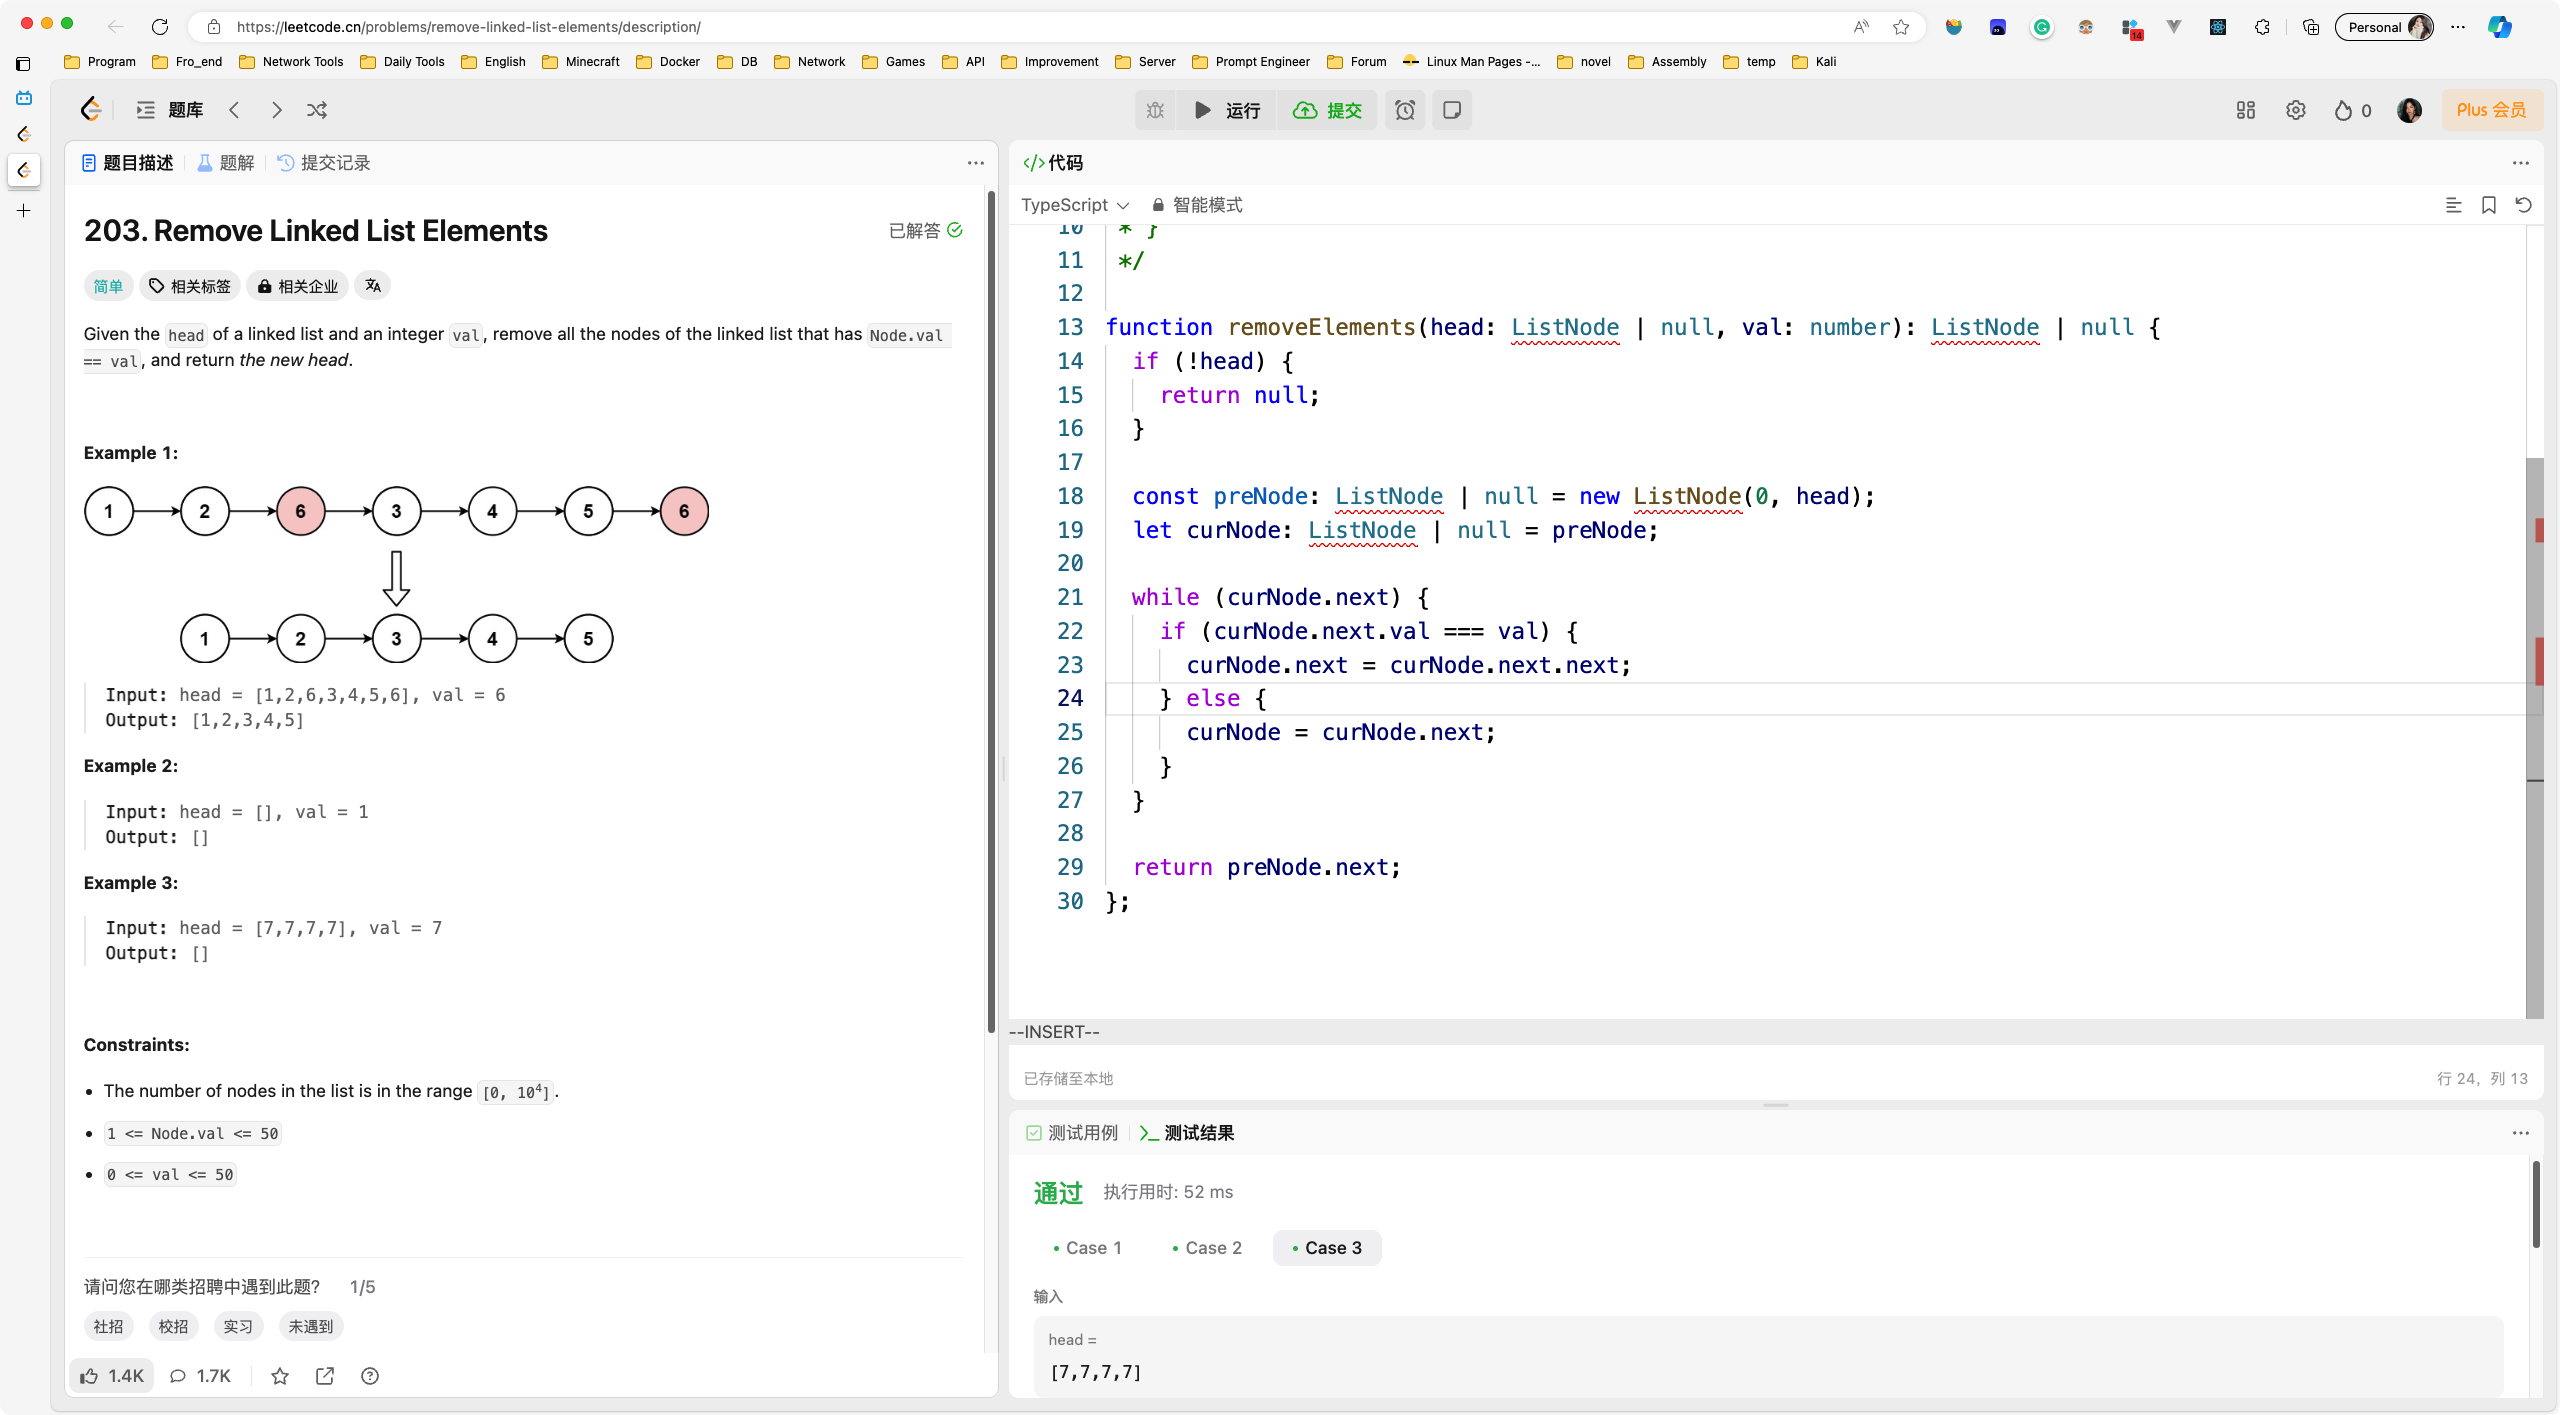 https://leetcode.cn/problems/remove-linked-list-elements/description/
14
Personal
Program
Fro_end
Network Tools
Daily Tools
English
Minecraft
Docker
DB
Network
Games
API
Improvement
Server
Prompt Engineer
Forum
Linux Man Pages -...
novel
Assembly
temp
Kali
题库
运行
提交
0
Plus 会员
题目描述
题解
提交记录
203. Remove Linked List Elements
已解答
简单
相关标签
相关企业
Given the head of a linked list and an integer val, remove all the nodes of the linked list that has Node.val
== val, and return the new head.
Example 1:
1 2 6 3 4 5 6
1 2 3 4 5
Input: head = [1,2,6,3,4,5,6], val = 6
Output: [1,2,3,4,5]
Example 2:
Input: head = [], val = 1
Output: []
Example 3:
Input: head = [7,7,7,7], val = 7
Output: []
Constraints:
• The number of nodes in the list is in the range [0, 10⁴].
• 1 <= Node.val <= 50
• 0 <= val <= 50
请问您在哪类招聘中遇到此题? 1/5
社招
校招
实习
未遇到
1.4K
1.7K
</>代码
TypeScript
智能模式
10 * }
11 */
12
13 function removeElements(head: ListNode | null, val: number): ListNode | null {
14 if (!head) {
15 return null;
16 }
17
18 const preNode: ListNode | null = new ListNode(0, head);
19 let curNode: ListNode | null = preNode;
20
21 while (curNode.next) {
22 if (curNode.next.val === val) {
23 curNode.next = curNode.next.next;
24 } else {
25 curNode = curNode.next;
26 }
27 }
28
29 return preNode.next;
30 };
--INSERT--
已存储至本地
行 24, 列 13
测试用例
测试结果
通过
执行用时: 52 ms
• Case 1
• Case 2
• Case 3
输入
head =
[7,7,7,7]